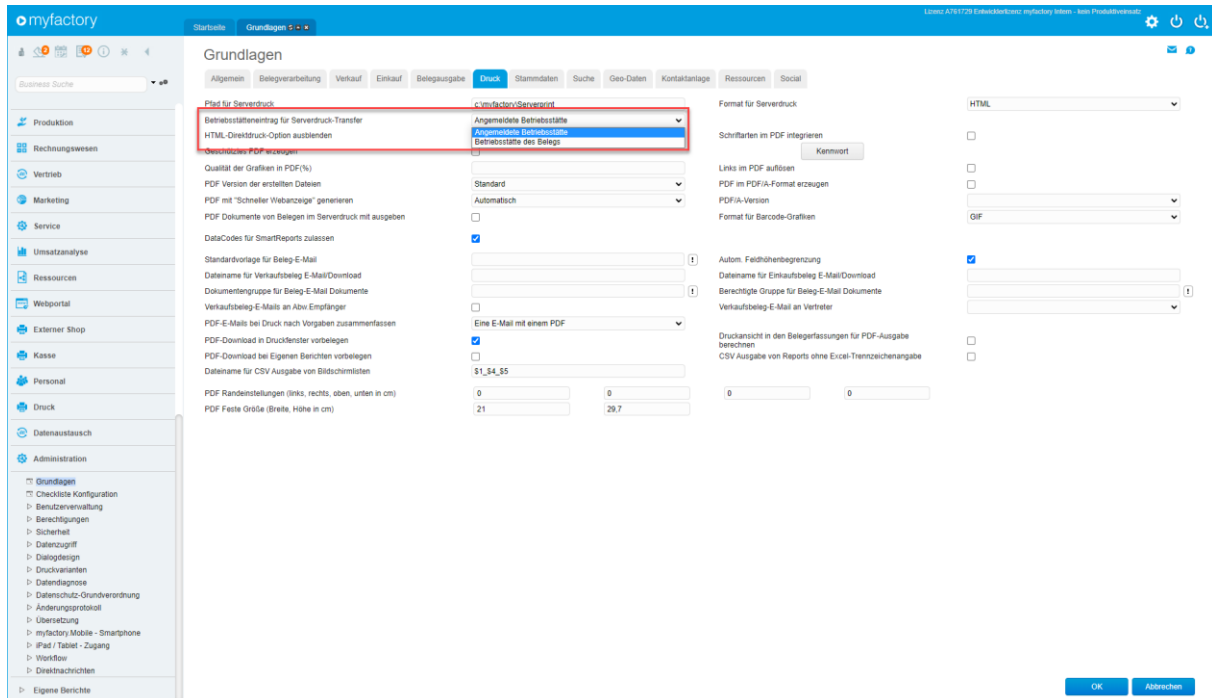 Lizenz A761729 Entwicklerlizenz myfactory Intern - kein Produktiveinsatz
myfactory
Startseite
Grundlagen
Grundlagen
Business Suche
Allgemein Belegverarbeitung Verkauf Einkauf Belegausgabe Druck Stammdaten Suche Geo-Daten Kontaktanlage Ressourcen Social
Pfad für Serverdruck c:\myfactory\Serverprint Format für Serverdruck HTML
Betriebsstätteneintrag für Serverdruck-Transfer Angemeldete Betriebsstätte
Angemeldete Betriebsstätte
Betriebsstätte des Belegs
HTML-Direktdruck-Option ausblenden Schriftarten im PDF integrieren
Geschütztes PDF erzeugen Kennwort
Qualität der Grafiken in PDF(%) Links im PDF auflösen
PDF Version der erstellten Dateien Standard PDF im PDF/A-Format erzeugen
PDF mit "Schneller Webanzeige" generieren Automatisch PDF/A-Version
PDF Dokumente von Belegen im Serverdruck mit ausgeben Format für Barcode-Grafiken GIF
DataCodes für SmartReports zulassen
Standardvorlage für Beleg-E-Mail ! Autom. Feldhöhenbegrenzung
Dateiname für Verkaufsbeleg E-Mail/Download Dateiname für Einkaufsbeleg E-Mail/Download
Dokumentengruppe für Beleg-E-Mail Dokumente ! Berechtigte Gruppe für Beleg-E-Mail Dokumente !
Verkaufsbeleg-E-Mails an Abw.Empfänger Verkaufsbeleg-E-Mail an Vertreter
PDF-E-Mails bei Druck nach Vorgaben zusammenfassen Eine E-Mail mit einem PDF
PDF-Download in Druckfenster vorbelegen Druckansicht in den Belegerfassungen für PDF-Ausgabe
berechnen
PDF-Download bei Eigenen Berichten vorbelegen CSV Ausgabe von Reports ohne Excel-Trennzeichenangabe
Dateiname für CSV Ausgabe von Bildschirmlisten $1_$4_$5
PDF Randeinstellungen (links, rechts, oben, unten in cm) 0 0 0 0
PDF Feste Größe (Breite, Höhe in cm) 21 29,7
Produktion
Rechnungswesen
Vertrieb
Marketing
Service
Umsatzanalyse
Ressourcen
Webportal
Externer Shop
Kasse
Personal
Druck
Datenaustausch
Administration
Grundlagen
Checkliste Konfiguration
Benutzerverwaltung
Berechtigungen
Sicherheit
Datenzugriff
Dialogdesign
Druckvarianten
Datendiagnose
Datenschutz-Grundverordnung
Änderungsprotokoll
Übersetzung
myfactory.Mobile - Smartphone
iPad / Tablet - Zugang
Workflow
Direktnachrichten
Eigene Berichte
OK Abbrechen